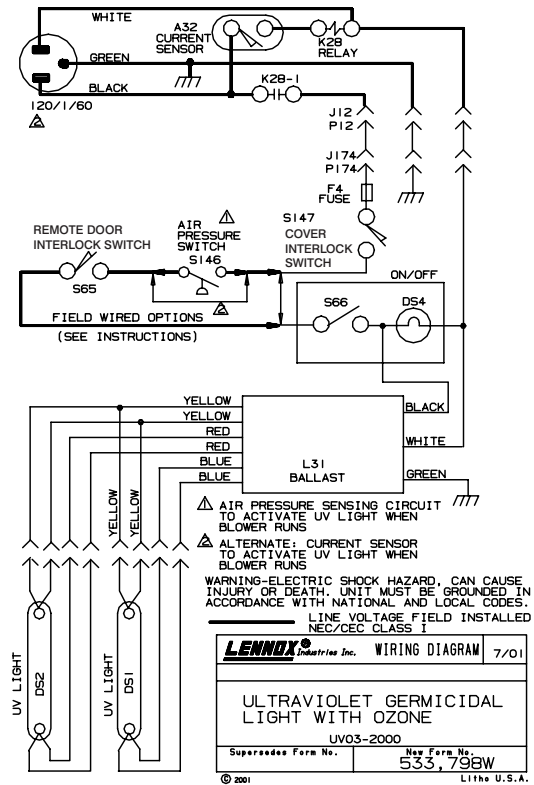 WHITE
A32
CURRENT
SENSOR
K28
RELAY
GREEN
BLACK
K28-1
120/1/60
2
J12
P12
J174
P174
F4
FUSE
S147
COVER
INTERLOCK
SWITCH
1
AIR
PRESSURE
SWITCH
S146
REMOTE DOOR
INTERLOCK SWITCH
S65
2
ON/OFF
S66
DS4
FIELD WIRED OPTIONS
(SEE INSTRUCTIONS)
YELLOW
YELLOW
RED
RED
BLUE
BLUE
L31
BALLAST
BLACK
WHITE
GREEN
YELLOW
YELLOW
1 AIR PRESSURE SENSING CIRCUIT
TO ACTIVATE UV LIGHT WHEN
BLOWER RUNS
2 ALTERNATE: CURRENT SENSOR
TO ACTIVATE UV LIGHT WHEN
BLOWER RUNS
WARNING-ELECTRIC SHOCK HAZARD, CAN CAUSE
INJURY OR DEATH. UNIT MUST BE GROUNDED IN
ACCORDANCE WITH NATIONAL AND LOCAL CODES.
LINE VOLTAGE FIELD INSTALLED
NEC/CEC CLASS I
UV LIGHT
DS2
UV LIGHT
DS1
LENNOX® Industries Inc. WIRING DIAGRAM 7/01
ULTRAVIOLET GERMICIDAL
LIGHT WITH OZONE
UV03-2000
Supersedes Form No. New Form No.
533,798W
© 2001 Litho U.S.A.